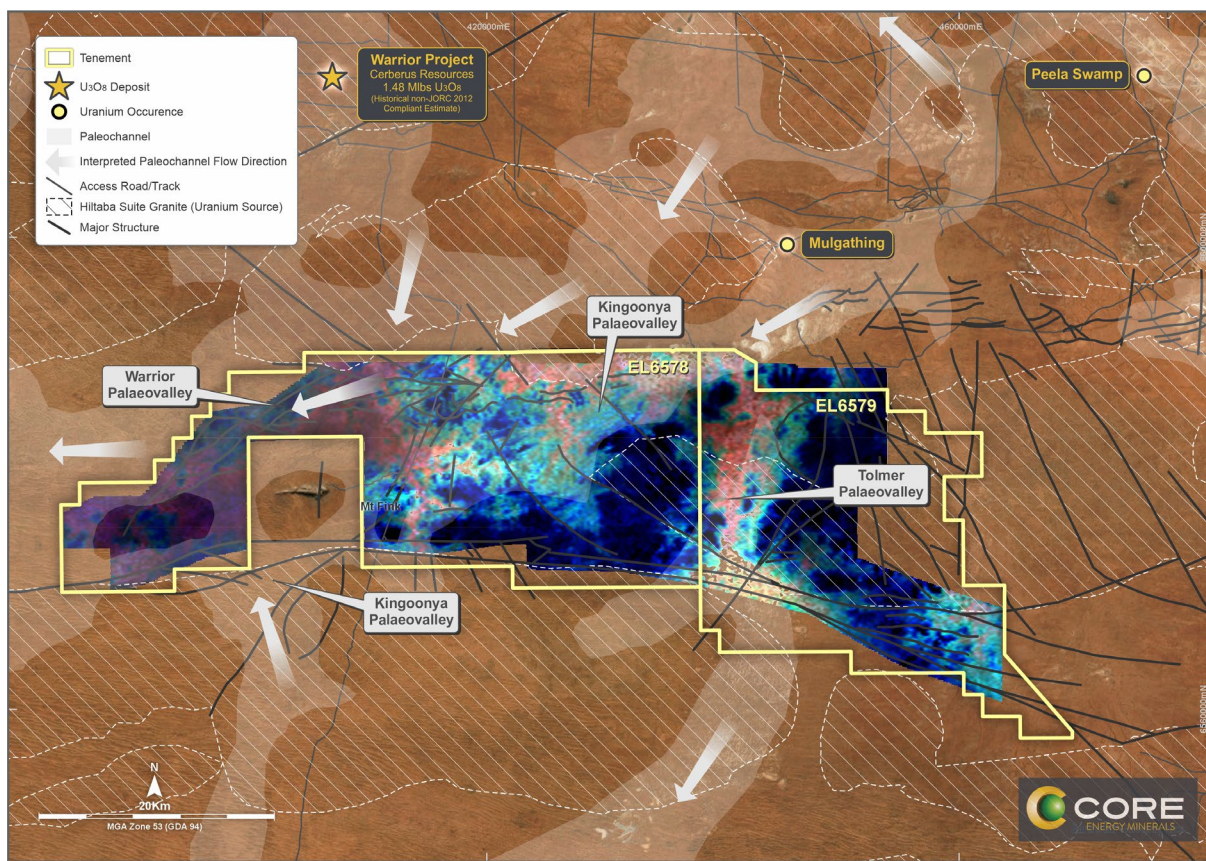 420000mE
460000mE
Tenement
U3O8 Deposit
Uranium Occurence
Paleochannel
Interpreted Paleochannel Flow Direction
Access Road/Track
Hiltaba Suite Granite (Uranium Source)
Major Structure
Warrior Project
Cerberus Resources
1.48 Mlbs U3O8
(Historical non-JORC 2012
Compliant Estimate)
Peela Swamp
Mulgathing
Kingoonya
Palaeovalley
EL6578
Warrior
Palaeovalley
EL6579
Tolmer
Palaeovalley
Mt Fink
Kingoonya
Palaeovalley
6560000mN
N
20Km
MGA Zone 53 (GDA 94)
CORE
ENERGY MINERALS